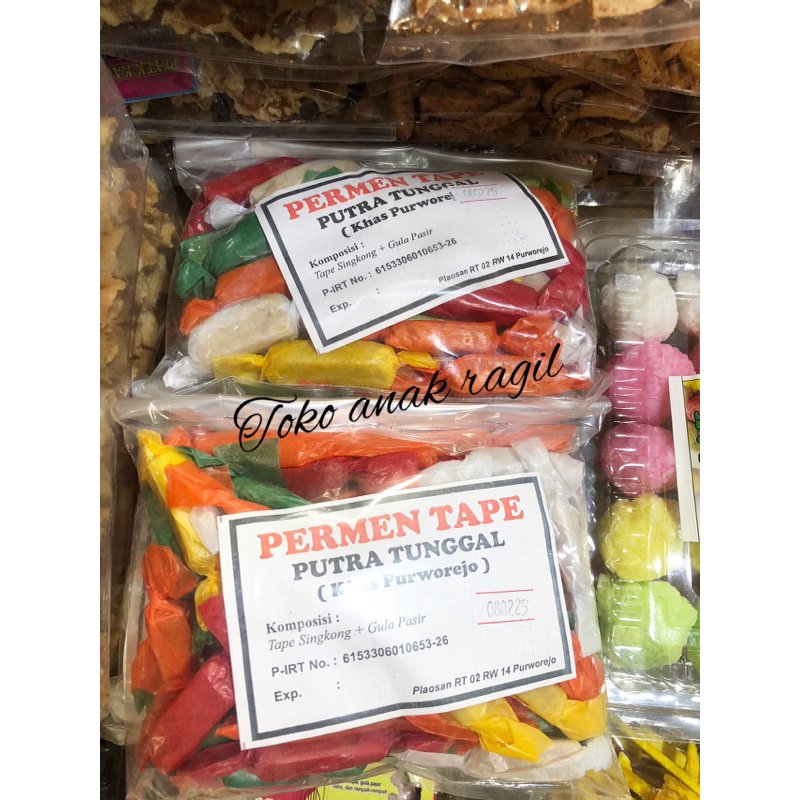 PERMEN TAPE
PUTRA TUNGGAL
( Khas Purworej
080225
Komposisi :
Tape Singkong + Gula Pasir
P-IRT No. : 6153306010653-26
Exp. :
Plaosan RT 02 RW 14 Purworejo
Toko anak ragil
PERMEN TAPE
PUTRA TUNGGAL
( Khas Purworejo )
080225
Komposisi :
Tape Singkong + Gula Pasir
P-IRT No. : 6153306010653-26
Exp. :
Plaosan RT 02 RW 14 Purworejo